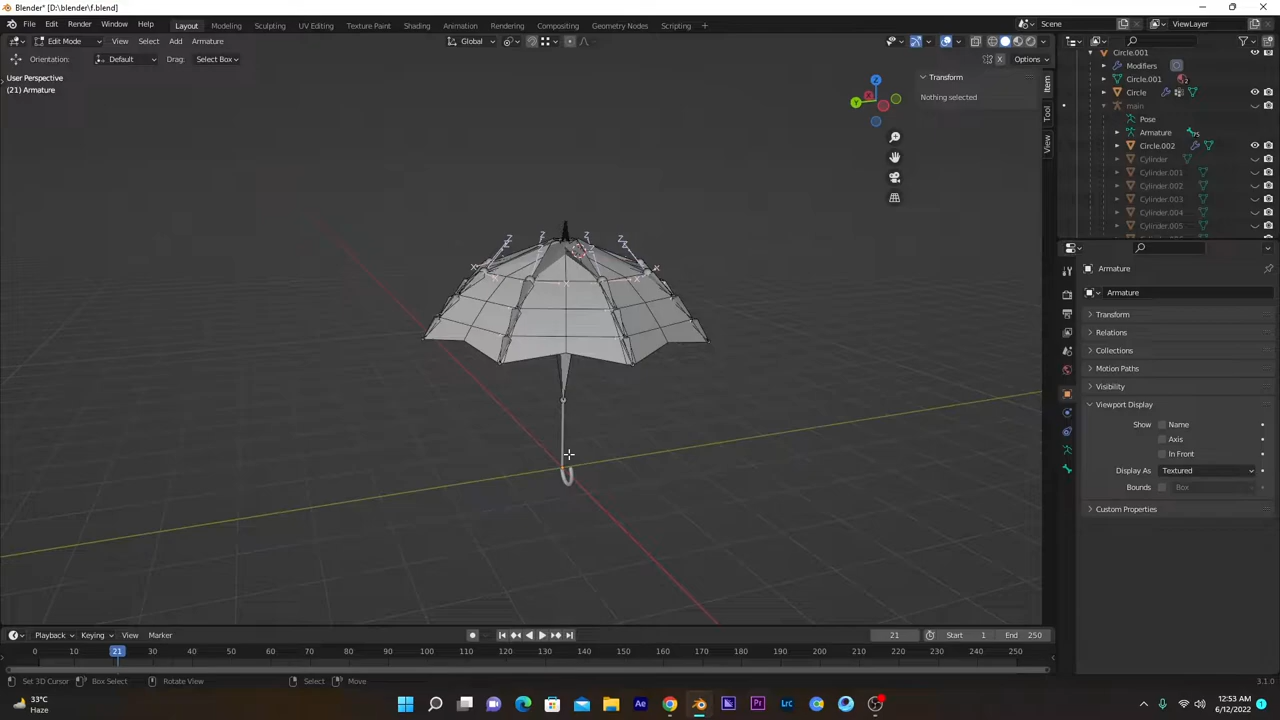 Blender* [D:\blender\f.blend]
File Edit Render Window Help Layout Modeling Sculpting UV Editing Texture Paint Shading Animation Rendering Compositing Geometry Nodes Scripting + Scene ViewLayer
Edit Mode View Select Add Armature Global
Orientation: Default Drag: Select Box X Options
User Perspective
(21) Armature
Z
Y
X
Transform
Nothing selected
Item
Tool
View
Circle.001
Modifiers
Circle.001 2
Circle
main
Pose
Armature 75
Circle.002
Cylinder
Cylinder.001
Cylinder.002
Cylinder.003
Cylinder.004
Cylinder.005
Armature
Armature
Transform
Relations
Collections
Motion Paths
Visibility
Viewport Display
Show Name
Axis
In Front
Display As Textured
Bounds Box
Custom Properties
Playback Keying View Marker 21 Start 1 End 250
0 10 21 30 40 50 60 70 80 90 100 110 120 130 140 150 160 170 180 190 200 210 220 230 240 250
Set 3D Cursor Box Select Rotate View Select Move 3.1.0
33°C
Haze
12:53 AM
6/12/2022